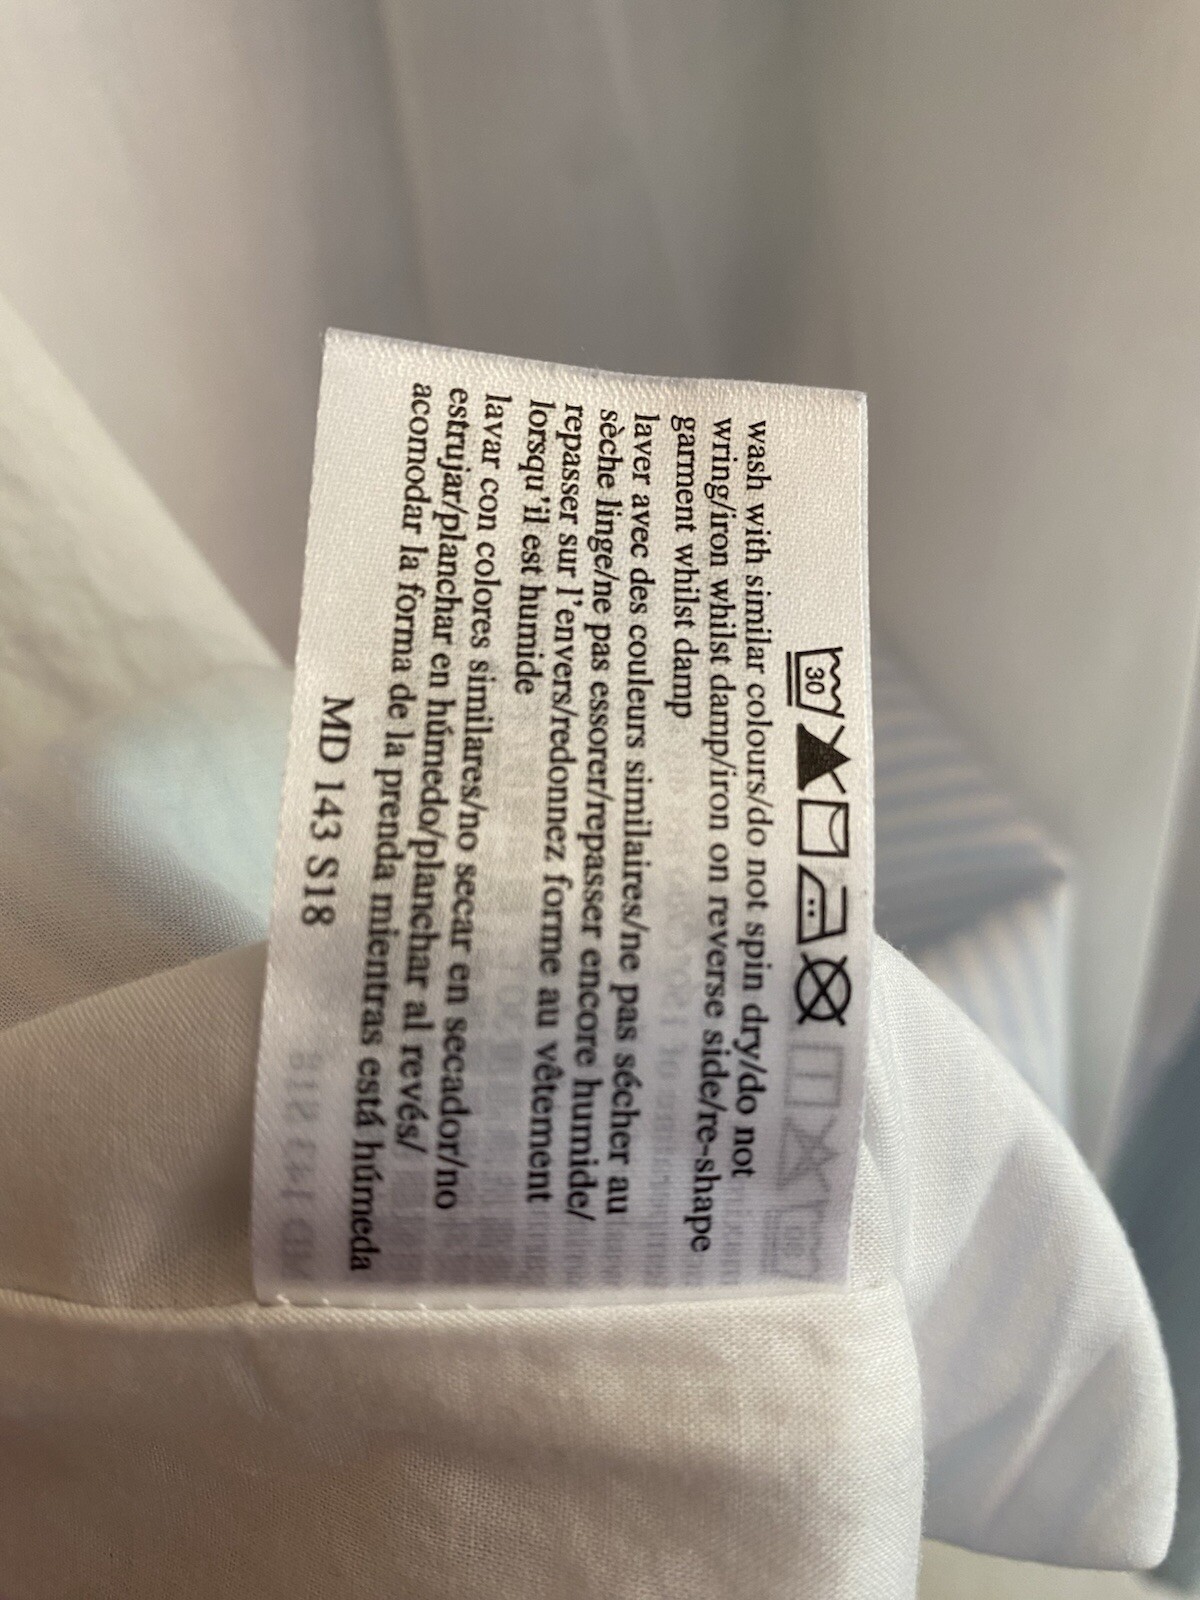 30
wash with similar colours/do not spin dry/do not
wring/iron whilst damp/iron on reverse side/re-shape
garment whilst damp
laver avec des couleurs similaires/ne pas sécher au
sèche linge/ne pas essorer/repasser encore humide/
repasser sur l'envers/redonnez forme au vêtement
lorsqu'il est humide
lavar con colores similares/no secar en secador/no
estrujar/planchar en húmedo/planchar al revés/
acomodar la forma de la prenda mientras está húmeda
MD 143 S18